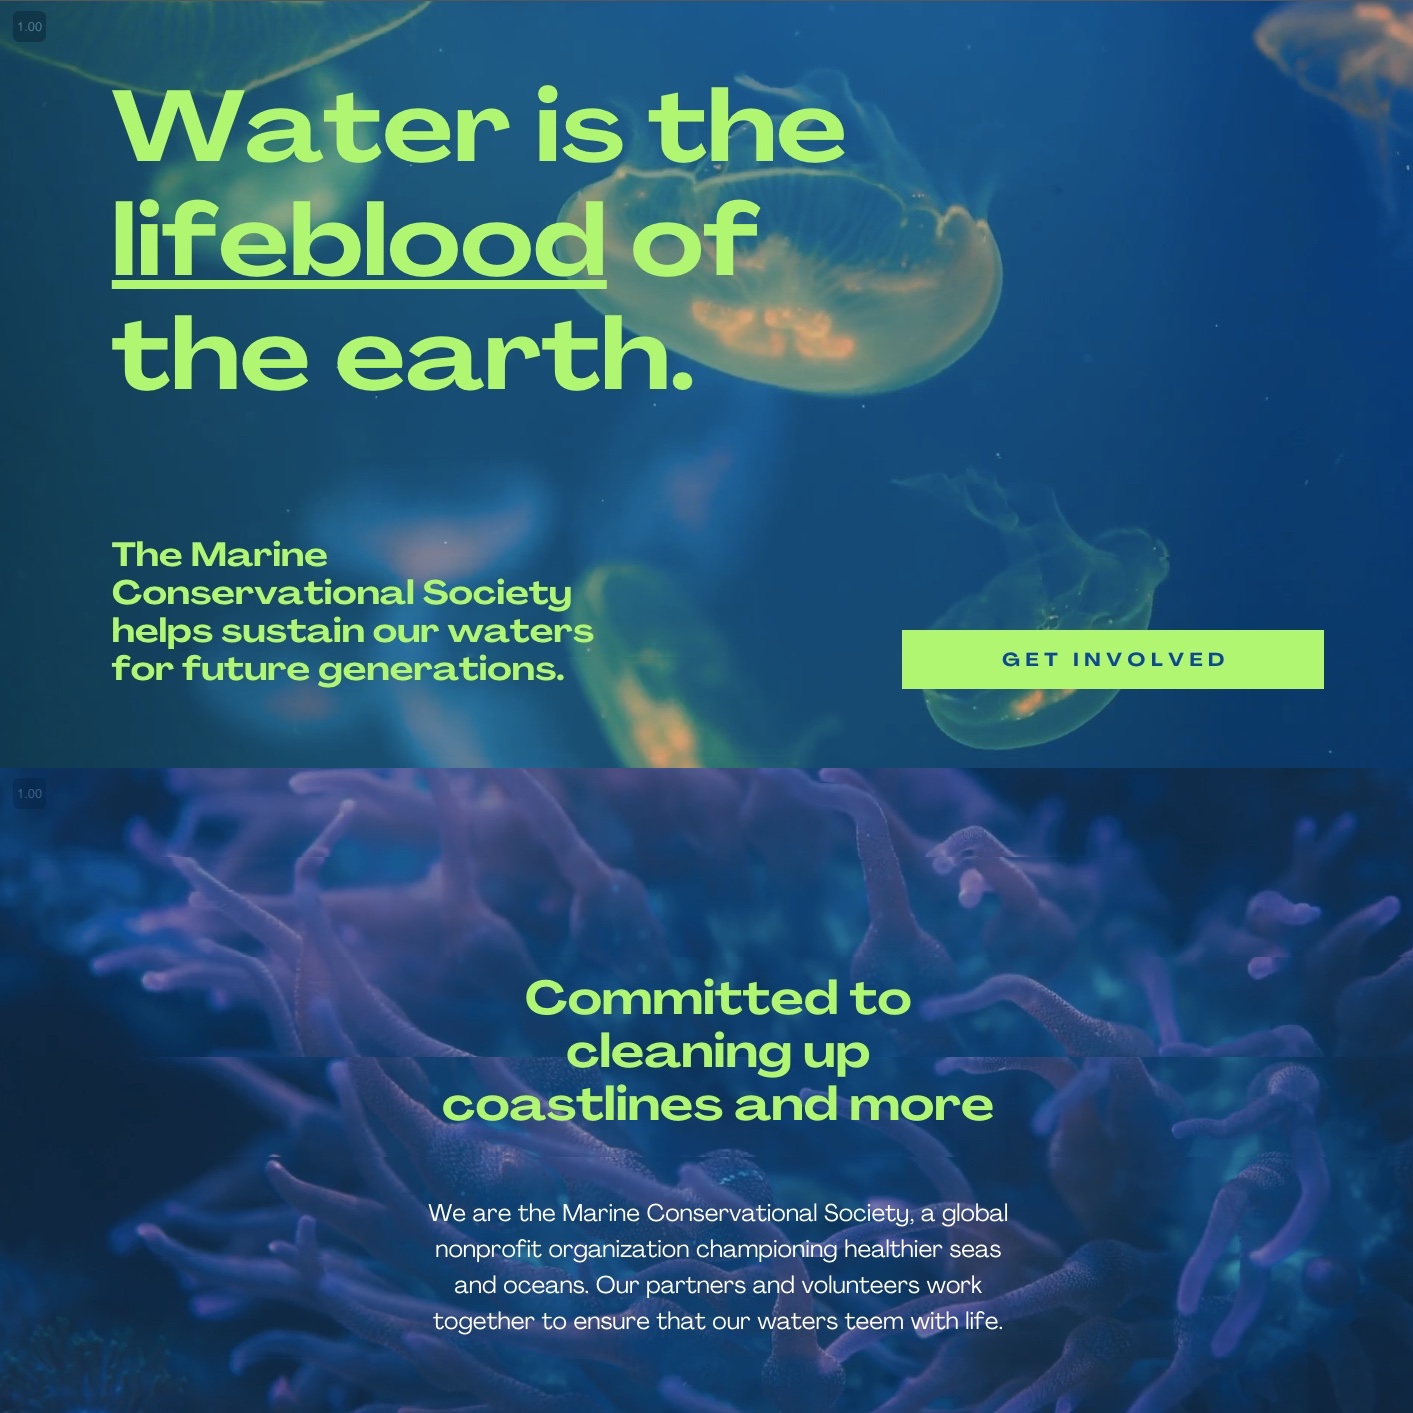 1.00
Water is the
lifeblood of
the earth.
The Marine
Conservational Society
helps sustain our waters
for future generations.
GET INVOLVED
1.00
Committed to
cleaning up
coastlines and more
We are the Marine Conservational Society, a global
nonprofit organization championing healthier seas
and oceans. Our partners and volunteers work
together to ensure that our waters teem with life.